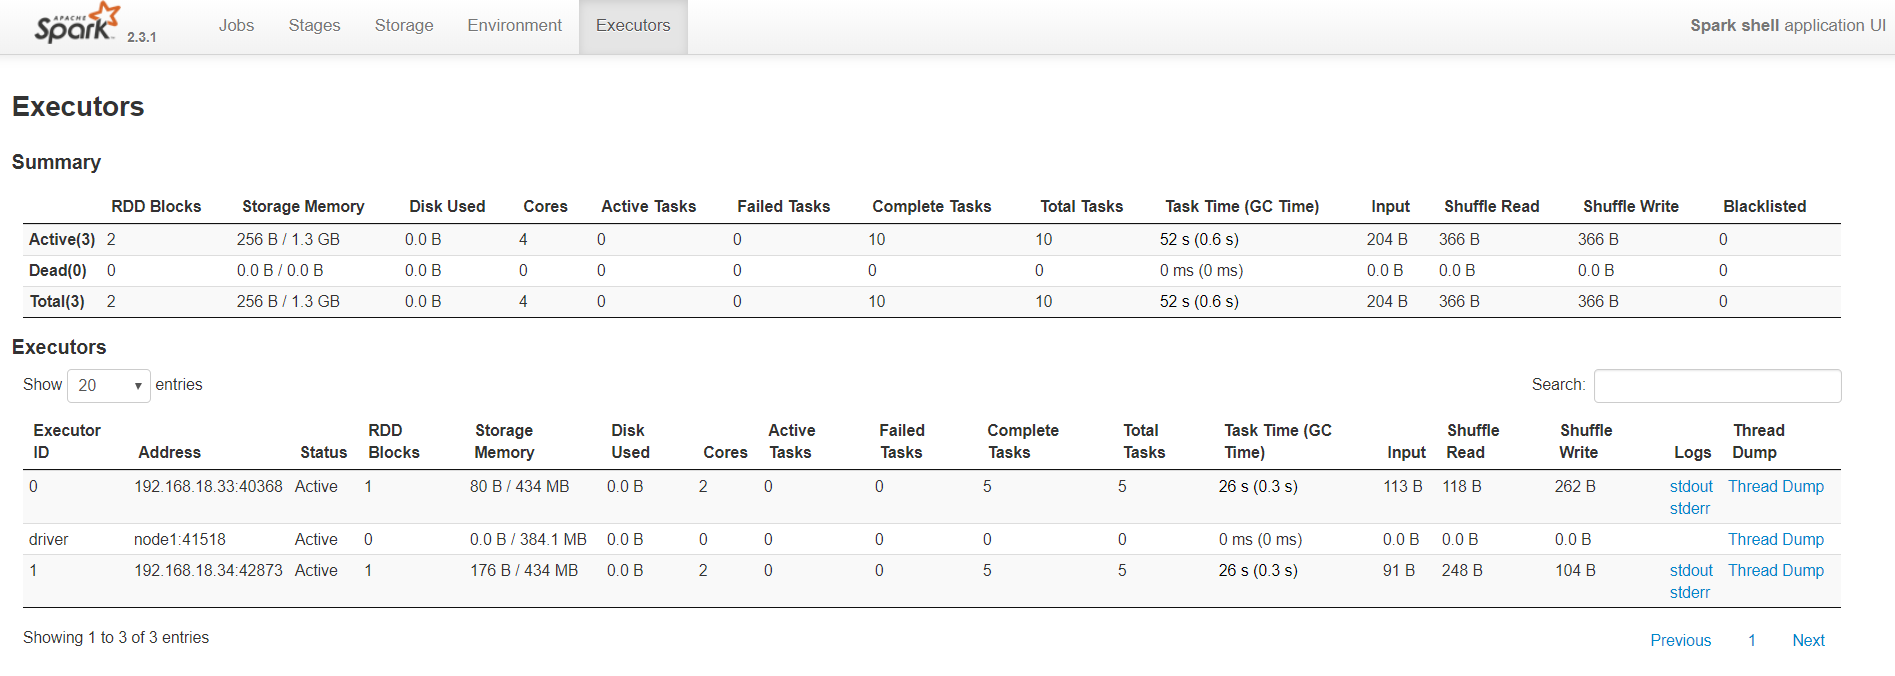 APACHE Spark 2.3.1 Jobs Stages Storage Environment Executors Spark shell application UI
Executors
Summary
RDD Blocks Storage Memory Disk Used Cores Active Tasks Failed Tasks Complete Tasks Total Tasks Task Time (GC Time) Input Shuffle Read Shuffle Write Blacklisted
Active(3) 2 256 B / 1.3 GB 0.0 B 4 0 0 10 10 52 s (0.6 s) 204 B 366 B 366 B 0
Dead(0) 0 0.0 B / 0.0 B 0.0 B 0 0 0 0 0 0 ms (0 ms) 0.0 B 0.0 B 0.0 B 0
Total(3) 2 256 B / 1.3 GB 0.0 B 4 0 0 10 10 52 s (0.6 s) 204 B 366 B 366 B 0
Executors
Show 20 entries Search:
Executor RDD Storage Disk Active Failed Complete Total Task Time (GC Shuffle Shuffle Thread
ID Address Status Blocks Memory Used Cores Tasks Tasks Tasks Tasks Time) Input Read Write Logs Dump
0 192.168.18.33:40368 Active 1 80 B / 434 MB 0.0 B 2 0 0 5 5 26 s (0.3 s) 113 B 118 B 262 B stdout Thread Dump
stderr
driver node1:41518 Active 0 0.0 B / 384.1 MB 0.0 B 0 0 0 0 0 0 ms (0 ms) 0.0 B 0.0 B 0.0 B Thread Dump
1 192.168.18.34:42873 Active 1 176 B / 434 MB 0.0 B 2 0 0 5 5 26 s (0.3 s) 91 B 248 B 104 B stdout Thread Dump
stderr
Showing 1 to 3 of 3 entries Previous 1 Next